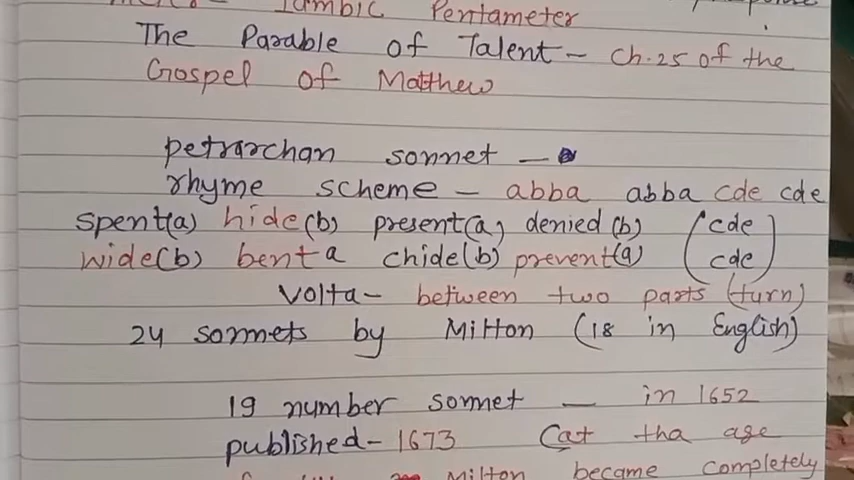 Iambic Pentameter
The Parable of Talent - Ch.25 of the
Gospel of Matthew
petrarchan sonnet —
rhyme scheme - abba abba cde cde
spent(a) hide(b) present(a) denied(b) (cde
wide(b) bent a chide(b) prevent(a) cde)
Volta- between two parts (turn)
24 sonnets by Milton (18 in English)
19 number sonnet — in 1652
published- 1673 (at tha age
Milton became completely